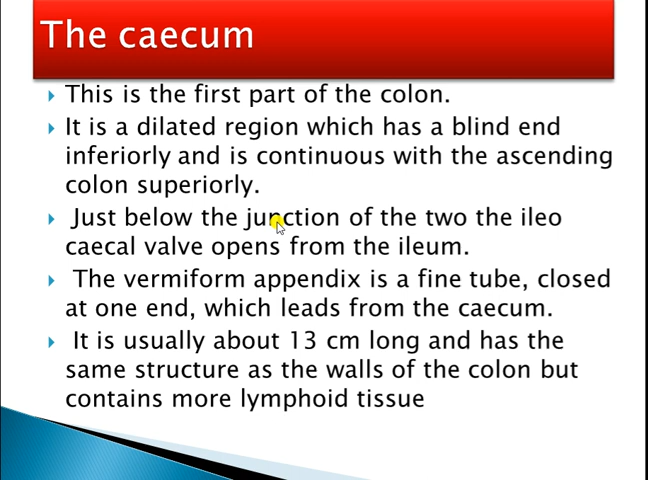 The caecum
This is the first part of the colon.
It is a dilated region which has a blind end
inferiorly and is continuous with the ascending
colon superiorly.
Just below the junction of the two the ileo
caecal valve opens from the ileum.
The vermiform appendix is a fine tube, closed
at one end, which leads from the caecum.
It is usually about 13 cm long and has the
same structure as the walls of the colon but
contains more lymphoid tissue